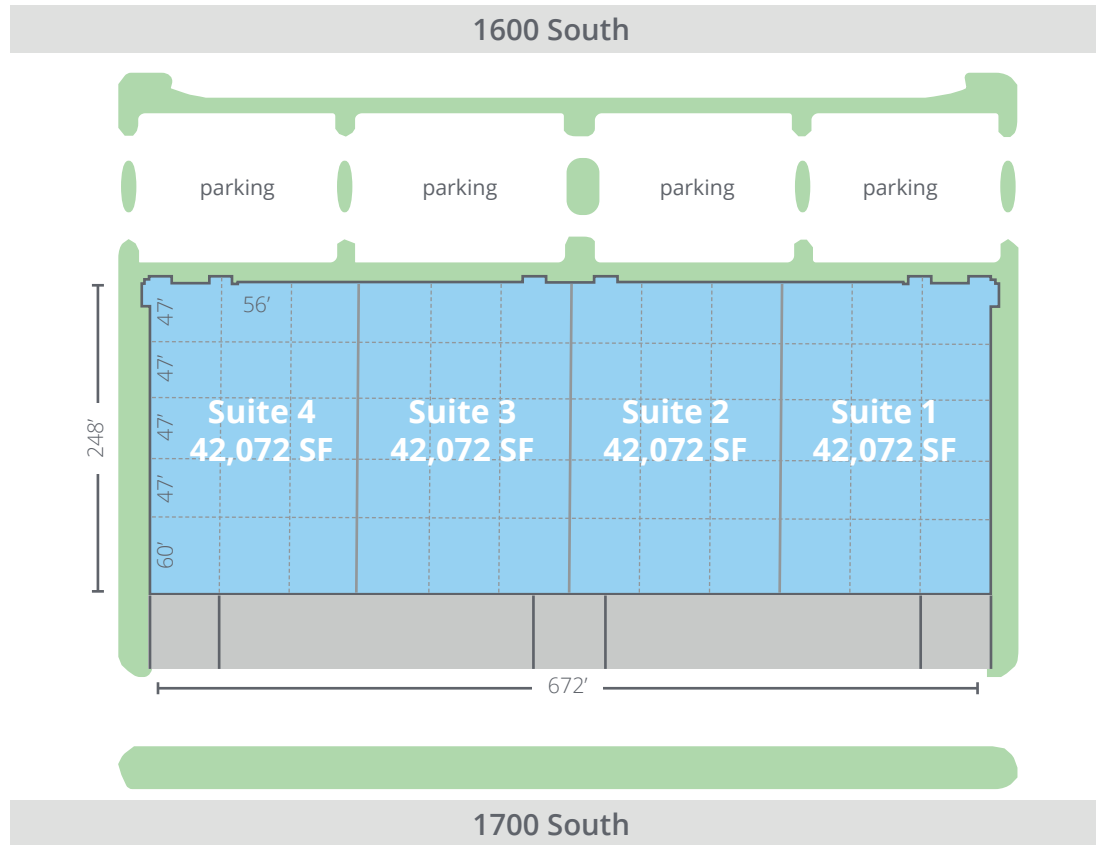 1600 South
parking
parking
parking
parking
56’
47’
47’
47’
47’
60’
248’
Suite 4
42,072 SF
Suite 3
42,072 SF
Suite 2
42,072 SF
Suite 1
42,072 SF
672’
1700 South